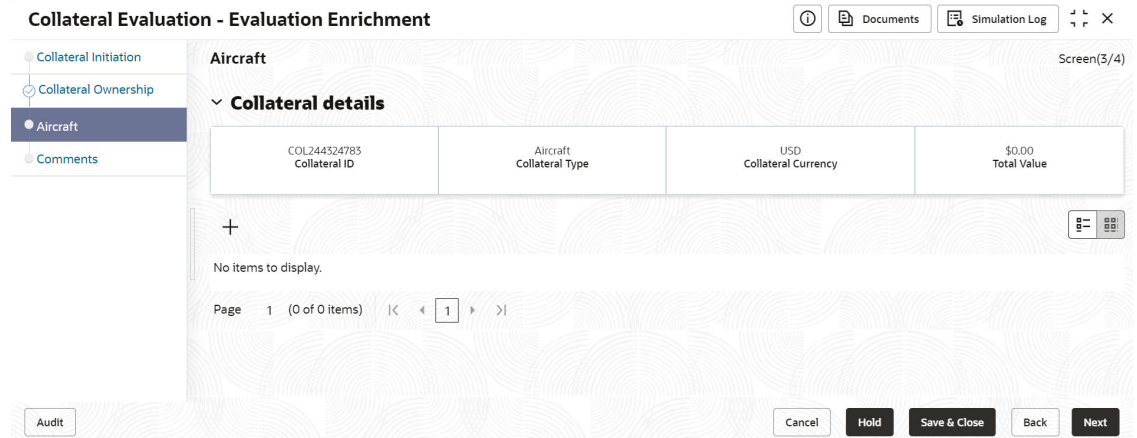 Collateral Evaluation - Evaluation Enrichment
Documents
Simulation Log
Collateral Initiation
Collateral Ownership
Aircraft
Comments
Aircraft
Screen(3/4)
Collateral details
COL244324783
Collateral ID
Aircraft
Collateral Type
USD
Collateral Currency
$0.00
Total Value
No items to display.
Page 1 (0 of 0 items) 1
Audit
Cancel
Hold
Save & Close
Back
Next